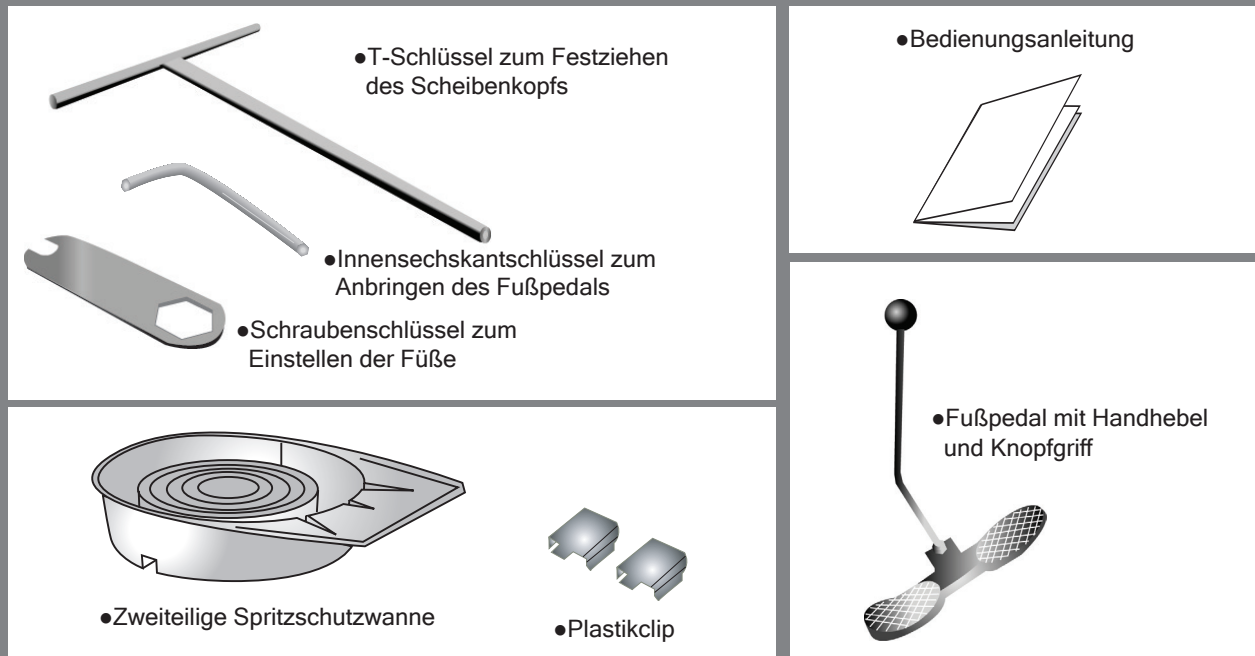 ●T-Schlüssel zum Festziehen
des Scheibenkopfs
●Innensechskantschlüssel zum
Anbringen des Fußpedals
●Schraubenschlüssel zum
Einstellen der Füße
●Bedienungsanleitung
●Fußpedal mit Handhebel
und Knopfgriff
●Zweiteilige Spritzschutzwanne
●Plastikclip